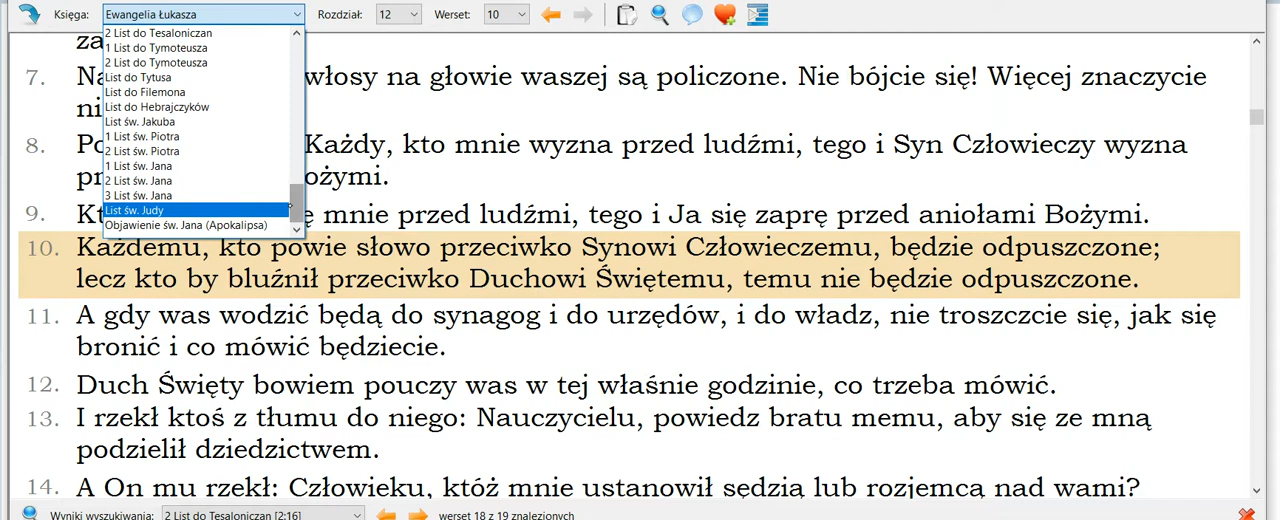 Księga: Ewangelia Łukasza Rozdział: 12 Werset: 10
2 List do Tesaloniczan
1 List do Tymoteusza
2 List do Tymoteusza
List do Tytusa
List do Filemona
List do Hebrajczyków
List św. Jakuba
1 List św. Piotra
2 List św. Piotra
1 List św. Jana
2 List św. Jana
3 List św. Jana
List św. Judy
Objawienie św. Jana (Apokalipsa)
za
7. Na włosy na głowie waszej są policzone. Nie bójcie się! Więcej znaczycie
ni
8. Po Każdy, kto mnie wyzna przed ludźmi, tego i Syn Człowieczy wyzna
pr ożymi.
9. Kt ę mnie przed ludźmi, tego i Ja się zaprę przed aniołami Bożymi.
10. Każdemu, kto powie słowo przeciwko Synowi Człowieczemu, będzie odpuszczone;
lecz kto by bluźnił przeciwko Duchowi Świętemu, temu nie będzie odpuszczone.
11. A gdy was wodzić będą do synagog i do urzędów, i do władz, nie troszczcie się, jak się
bronić i co mówić będziecie.
12. Duch Święty bowiem pouczy was w tej właśnie godzinie, co trzeba mówić.
13. I rzekł ktoś z tłumu do niego: Nauczycielu, powiedz bratu memu, aby się ze mną
podzielił dziedzictwem.
14. A On mu rzekł: Człowieku, któż mnie ustanowił sędzią lub rozjemcą nad wami?
Wyniki wyszukiwania: 2 List do Tesaloniczan [2:16] werset 18 z 19 znalezionych